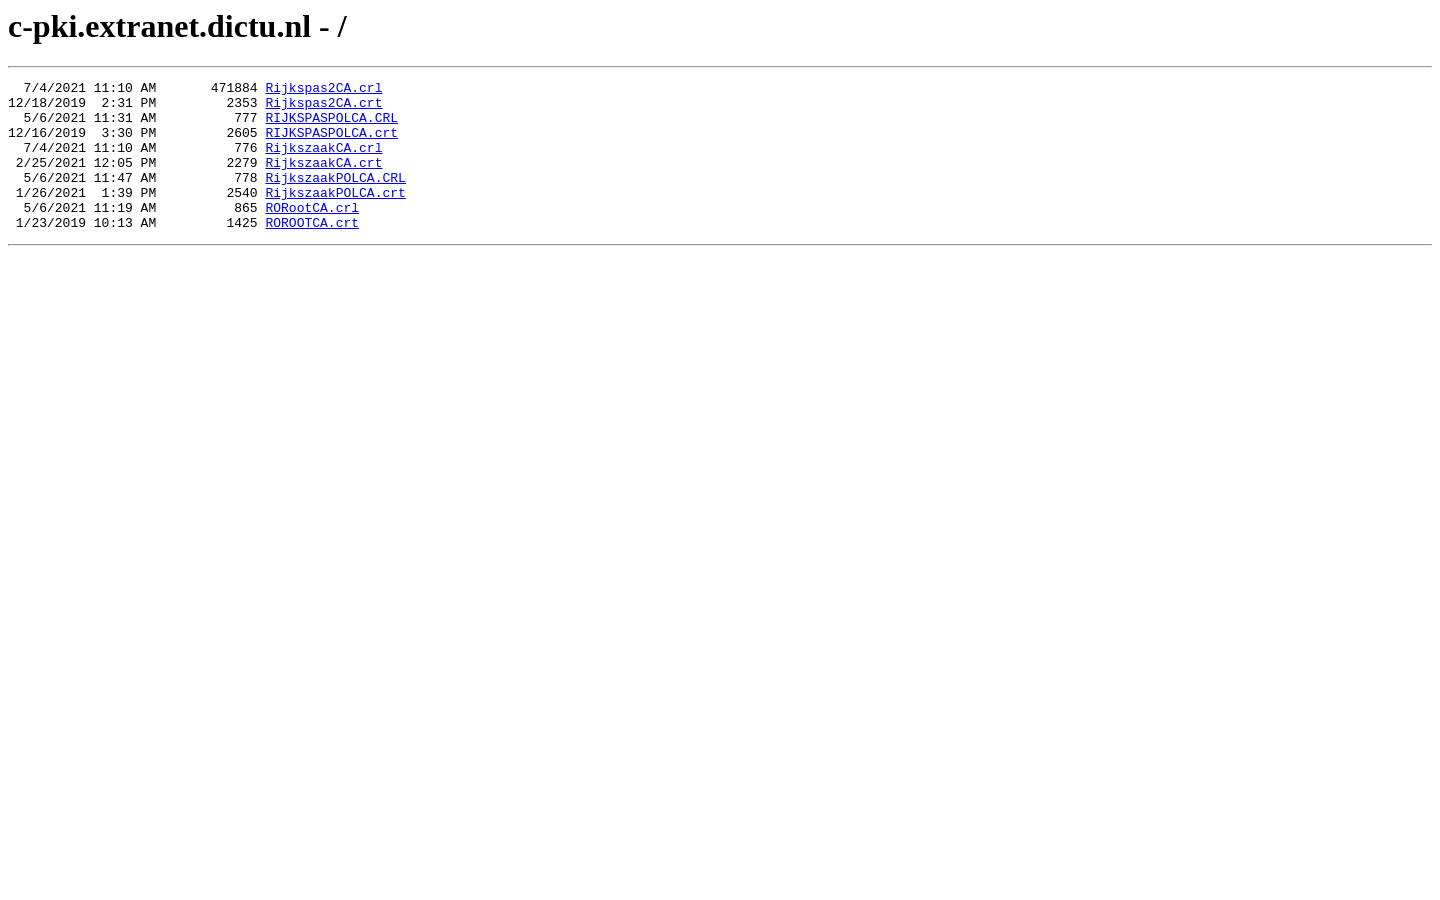 c-pki.extranet.dictu.nl - /
7/4/2021 11:10 AM 471884 Rijkspas2CA.crl
12/18/2019 2:31 PM 2353 Rijkspas2CA.crt
5/6/2021 11:31 AM 777 RIJKSPASPOLCA.CRL
12/16/2019 3:30 PM 2605 RIJKSPASPOLCA.crt
7/4/2021 11:10 AM 776 RijkszaakCA.crl
2/25/2021 12:05 PM 2279 RijkszaakCA.crt
5/6/2021 11:47 AM 778 RijkszaakPOLCA.CRL
1/26/2021 1:39 PM 2540 RijkszaakPOLCA.crt
5/6/2021 11:19 AM 865 RORootCA.crl
1/23/2019 10:13 AM 1425 ROROOTCA.crt